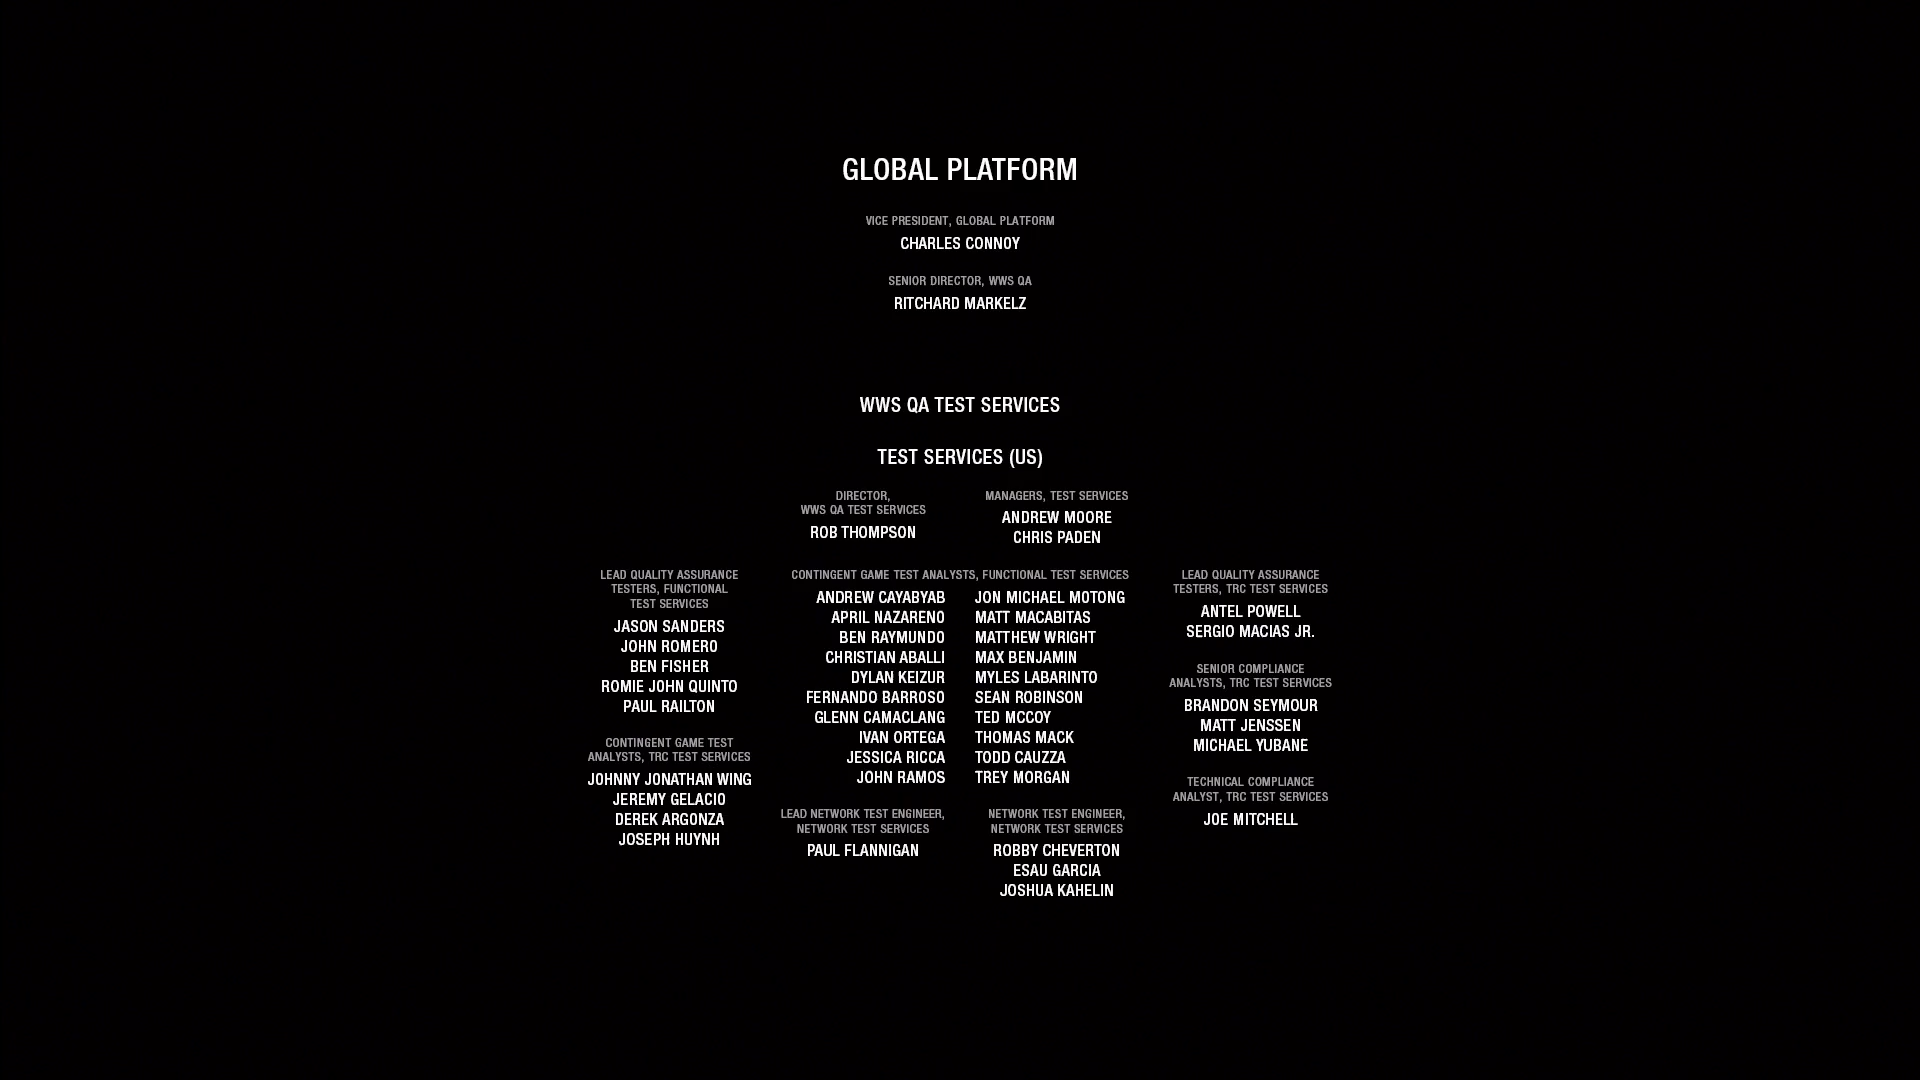 GLOBAL PLATFORM
VICE PRESIDENT, GLOBAL PLATFORM
CHARLES CONNOY
SENIOR DIRECTOR, WWS QA
RITCHARD MARKELZ
WWS QA TEST SERVICES
TEST SERVICES (US)
DIRECTOR,
WWS QA TEST SERVICES
ROB THOMPSON
MANAGERS, TEST SERVICES
ANDREW MOORE
CHRIS PADEN
LEAD QUALITY ASSURANCE
TESTERS, FUNCTIONAL
TEST SERVICES
JASON SANDERS
JOHN ROMERO
BEN FISHER
ROMIE JOHN QUINTO
PAUL RAILTON
CONTINGENT GAME TEST
ANALYSTS, TRC TEST SERVICES
JOHNNY JONATHAN WING
JEREMY GELACIO
DEREK ARGONZA
JOSEPH HUYNH
CONTINGENT GAME TEST ANALYSTS, FUNCTIONAL TEST SERVICES
ANDREW CAYABYAB
APRIL NAZARENO
BEN RAYMUNDO
CHRISTIAN ABALLI
DYLAN KEIZUR
FERNANDO BARROSO
GLENN CAMACLANG
IVAN ORTEGA
JESSICA RICCA
JOHN RAMOS
JON MICHAEL MOTONG
MATT MACABITAS
MATTHEW WRIGHT
MAX BENJAMIN
MYLES LABARINTO
SEAN ROBINSON
TED MCCOY
THOMAS MACK
TODD CAUZZA
TREY MORGAN
LEAD NETWORK TEST ENGINEER,
NETWORK TEST SERVICES
PAUL FLANNIGAN
NETWORK TEST ENGINEER,
NETWORK TEST SERVICES
ROBBY CHEVERTON
ESAU GARCIA
JOSHUA KAHELIN
LEAD QUALITY ASSURANCE
TESTERS, TRC TEST SERVICES
ANTEL POWELL
SERGIO MACIAS JR.
SENIOR COMPLIANCE
ANALYSTS, TRC TEST SERVICES
BRANDON SEYMOUR
MATT JENSSEN
MICHAEL YUBANE
TECHNICAL COMPLIANCE
ANALYST, TRC TEST SERVICES
JOE MITCHELL